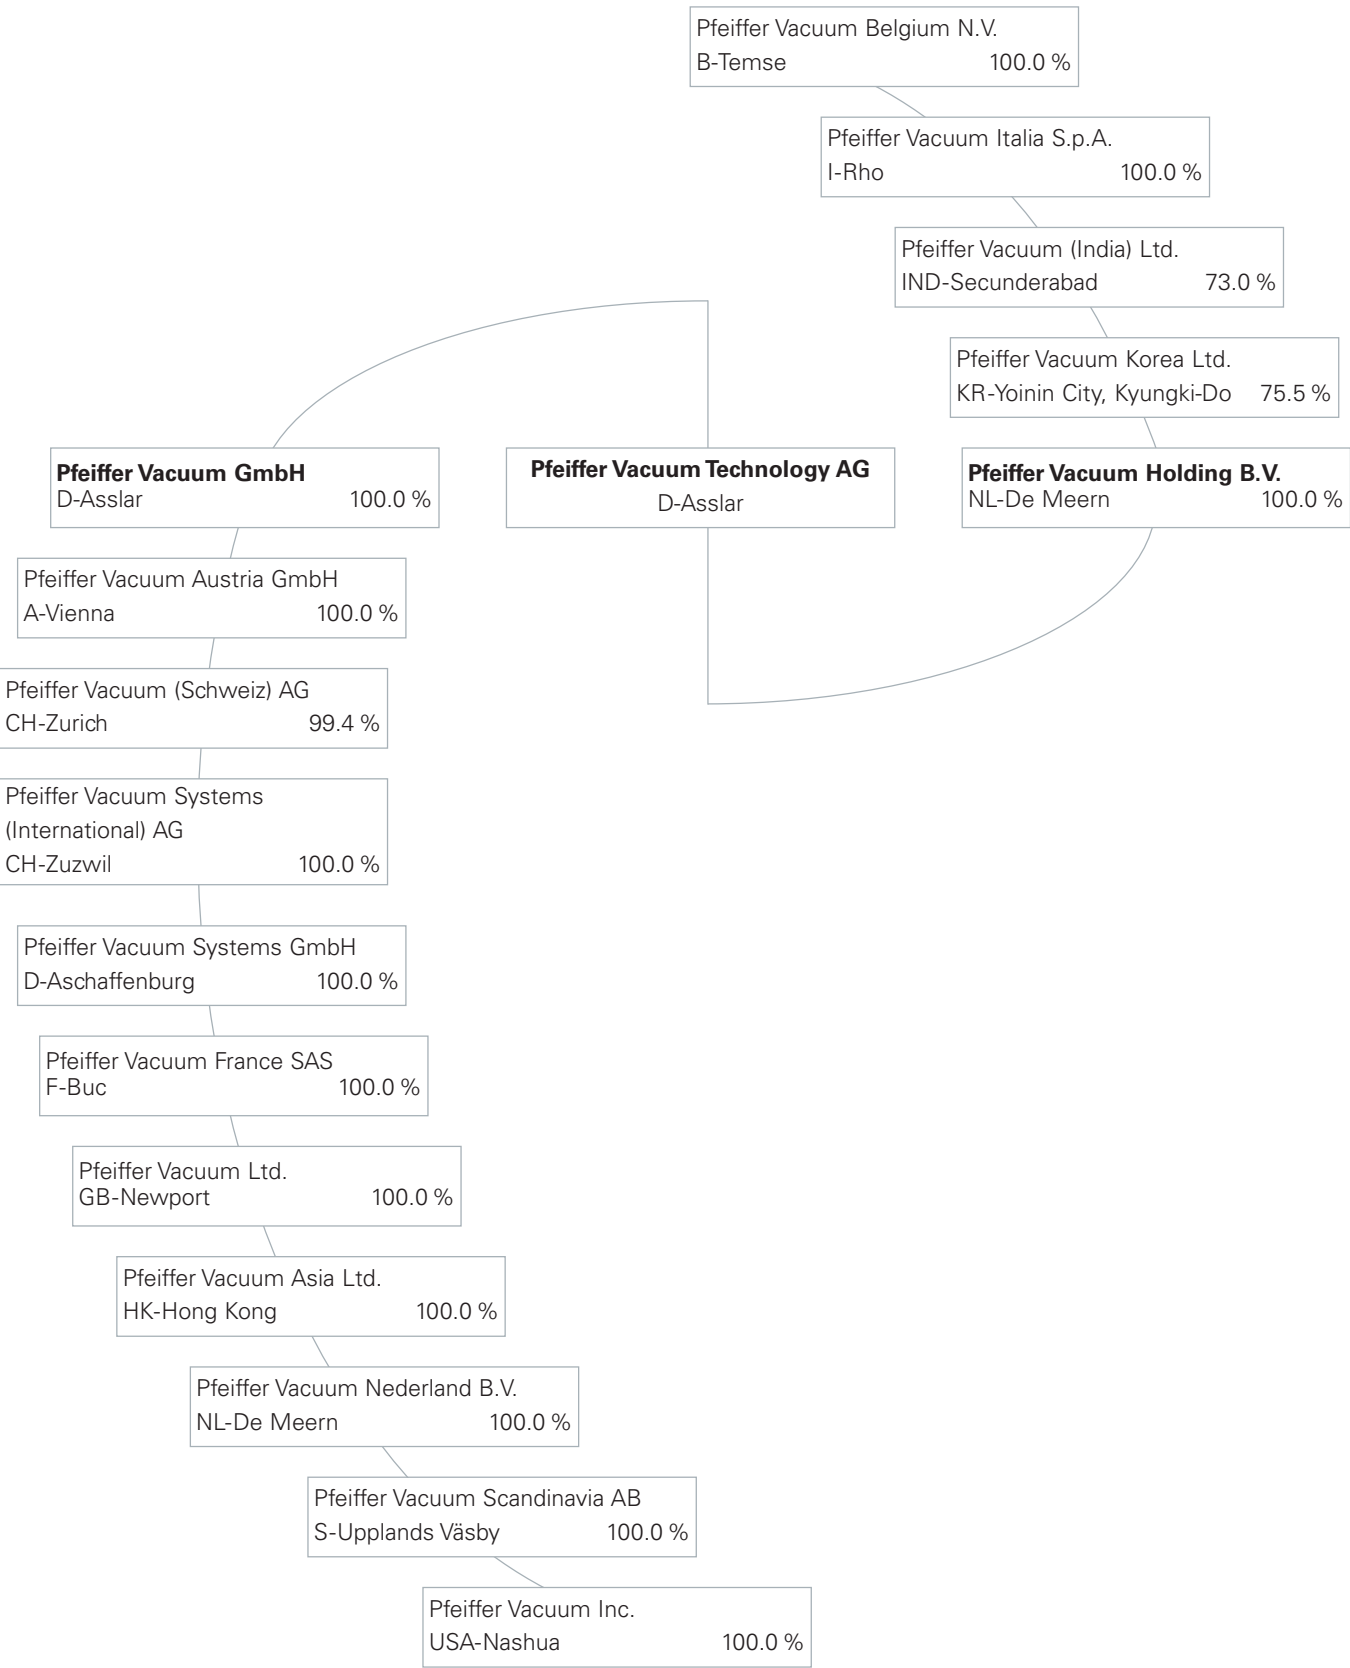 Pfeiffer Vacuum Belgium N.V.
B-Temse 100.0 %
Pfeiffer Vacuum Italia S.p.A.
I-Rho 100.0 %
Pfeiffer Vacuum (India) Ltd.
IND-Secunderabad 73.0 %
Pfeiffer Vacuum Korea Ltd.
KR-Yoinin City, Kyungki-Do 75.5 %
Pfeiffer Vacuum GmbH
D-Asslar 100.0 %
Pfeiffer Vacuum Technology AG
D-Asslar
Pfeiffer Vacuum Holding B.V.
NL-De Meern 100.0 %
Pfeiffer Vacuum Austria GmbH
A-Vienna 100.0 %
Pfeiffer Vacuum (Schweiz) AG
CH-Zurich 99.4 %
Pfeiffer Vacuum Systems
(International) AG
CH-Zuzwil 100.0 %
Pfeiffer Vacuum Systems GmbH
D-Aschaffenburg 100.0 %
Pfeiffer Vacuum France SAS
F-Buc 100.0 %
Pfeiffer Vacuum Ltd.
GB-Newport 100.0 %
Pfeiffer Vacuum Asia Ltd.
HK-Hong Kong 100.0 %
Pfeiffer Vacuum Nederland B.V.
NL-De Meern 100.0 %
Pfeiffer Vacuum Scandinavia AB
S-Upplands Väsby 100.0 %
Pfeiffer Vacuum Inc.
USA-Nashua 100.0 %